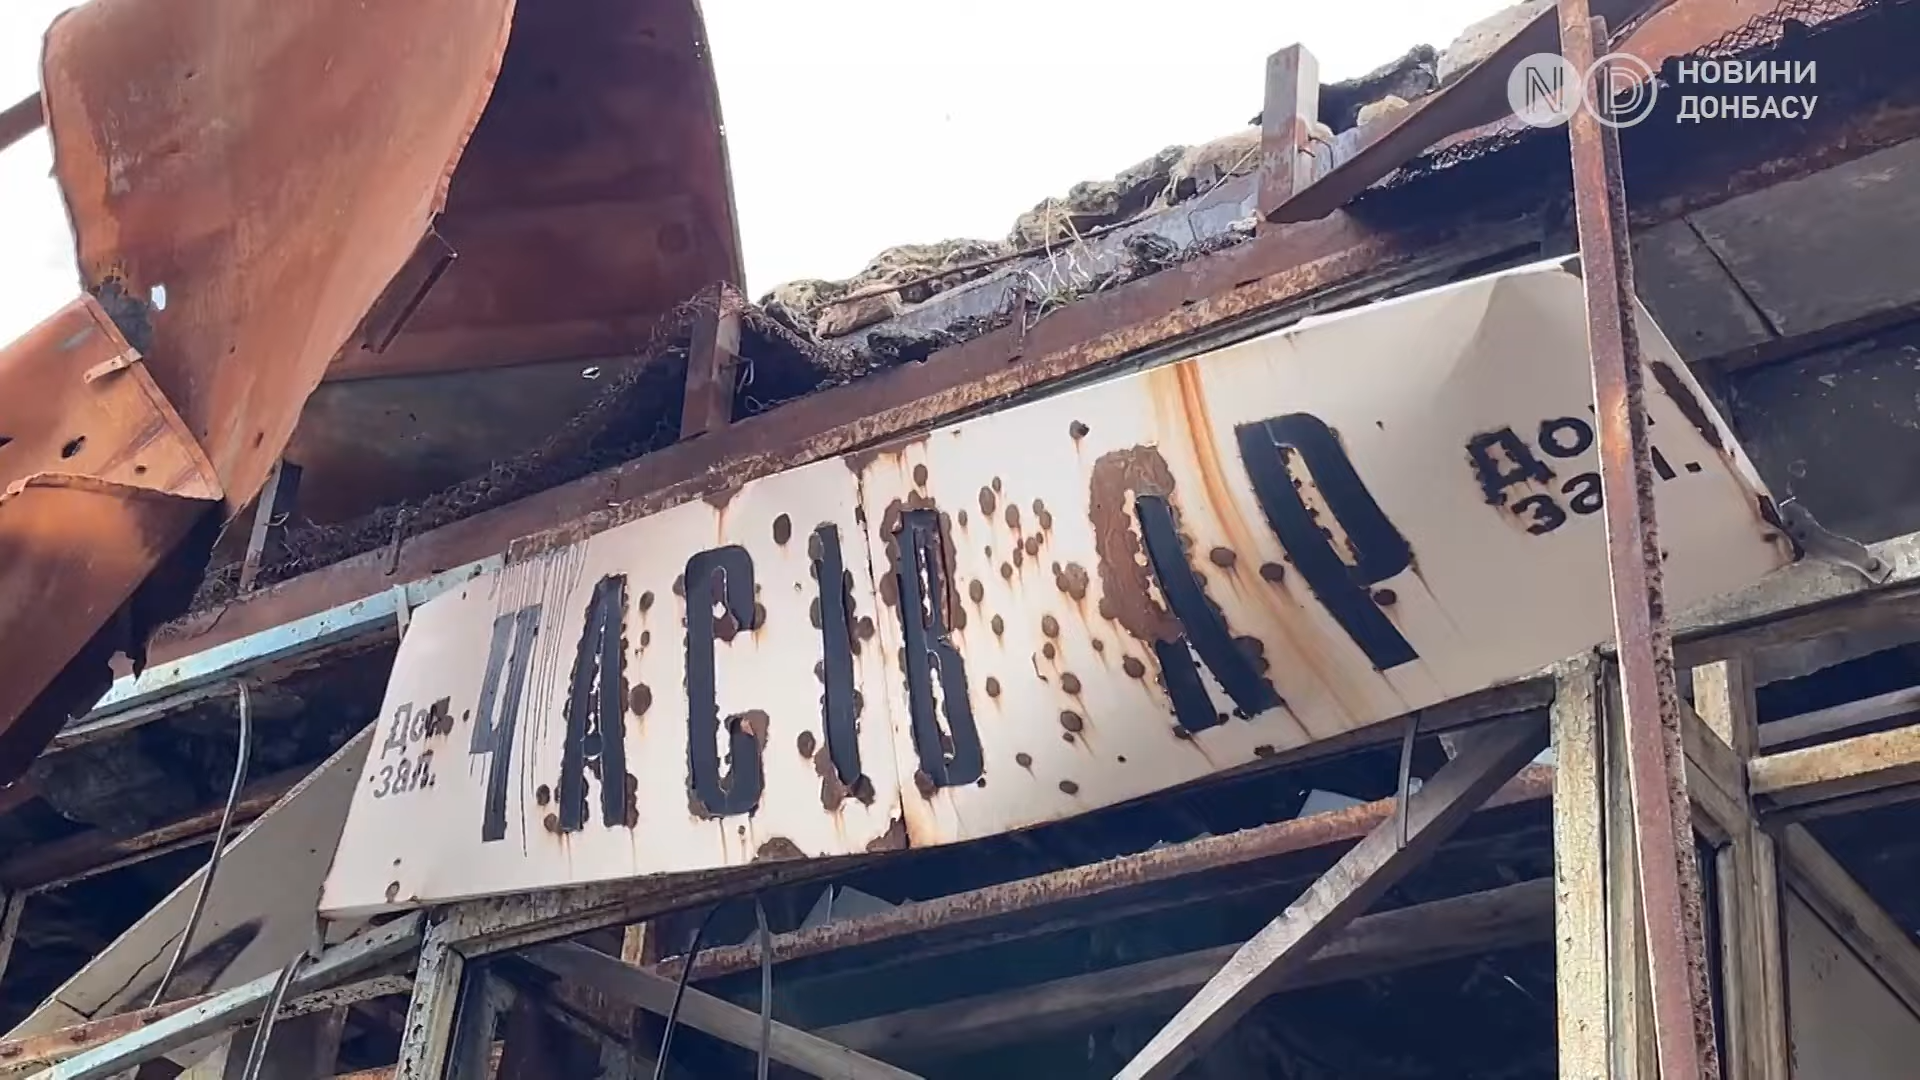 НОВИНИ
ДОНБАСУ
Дон.
зал.
ЧАСІВ ЯР
Дон.
зал.